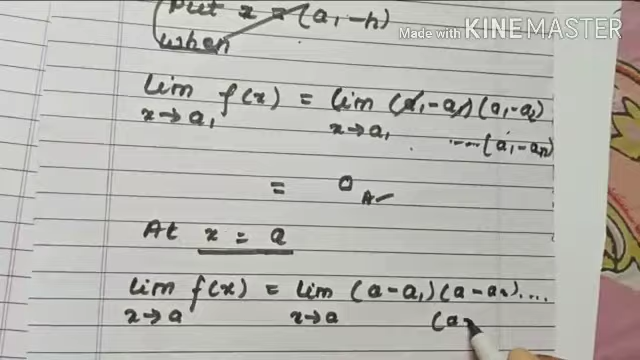 (Put x = (a₁-h)
when
Made with KINEMASTER
lim f(x) = lim (a₁-a₁)(a₁-a₂)
x→a₁ x→a₁ ....(a₁-aₙ)
= 0 A
At x = a
lim f(x) = lim (a-a₁)(a-a₂)....
x→a x→a (a